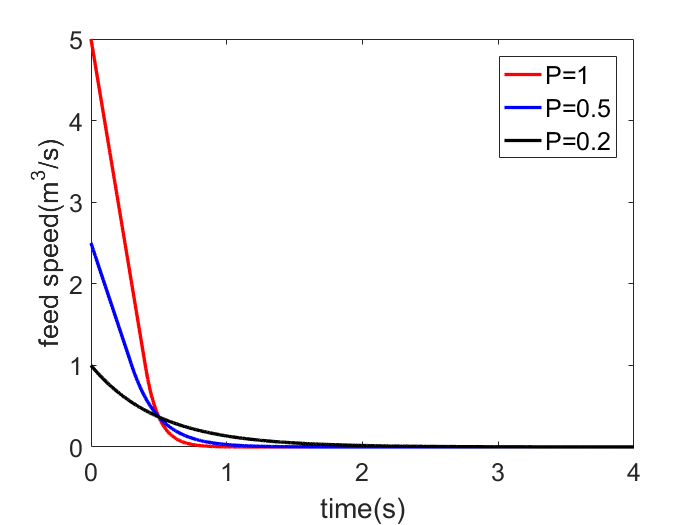 5
4
3
2
1
0
feed speed(m³/s)
P=1
P=0.5
P=0.2
0 1 2 3 4
time(s)